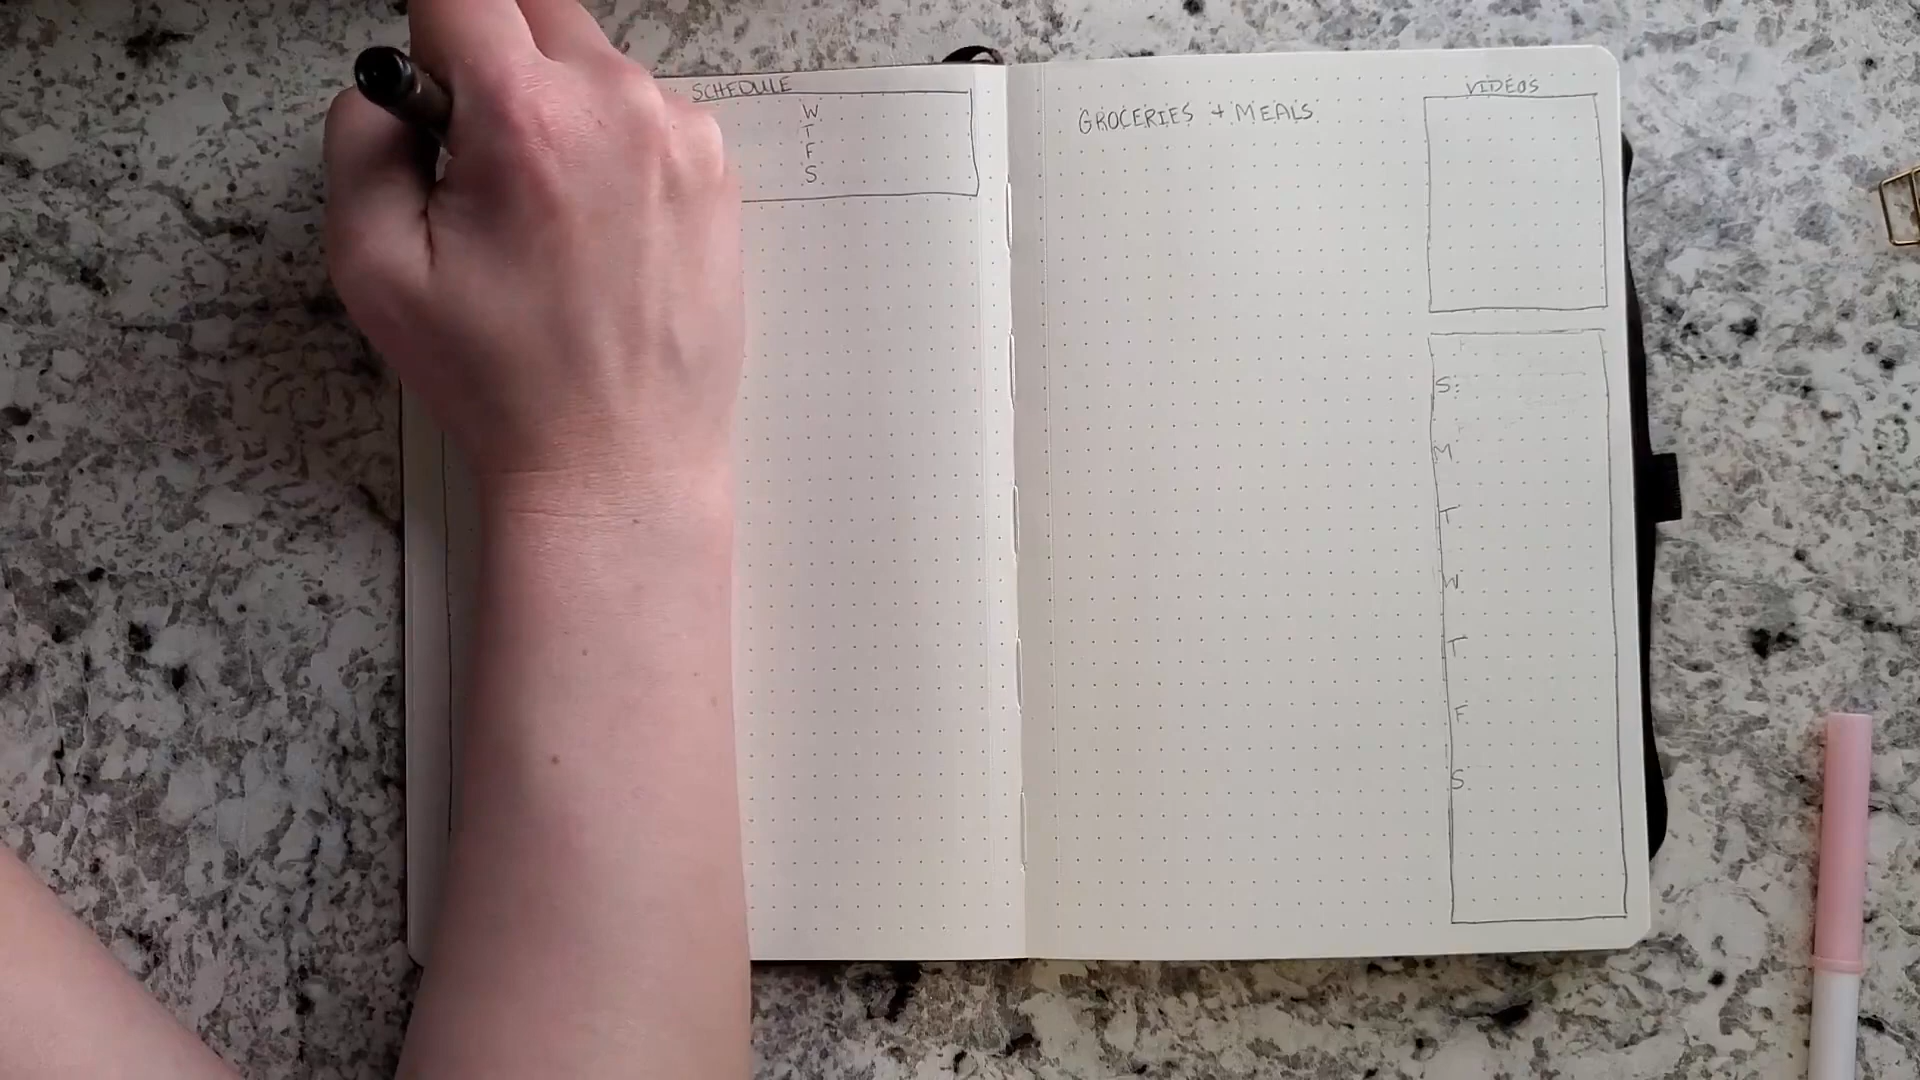 SCHEDULE
W
T
F
S
GROCERIES + MEALS
VIDEOS
S:
M
T
W
T
F
S